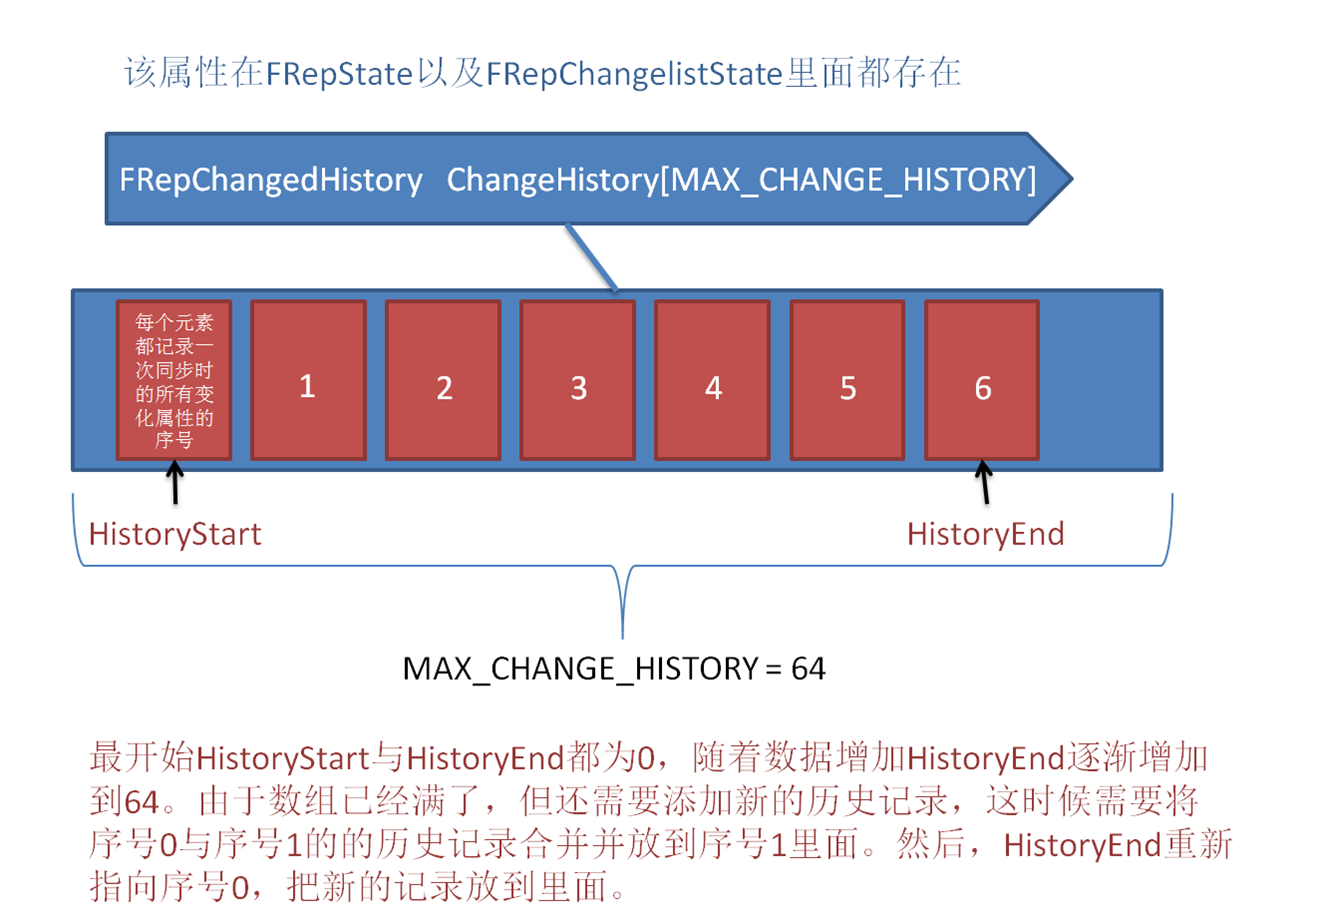 该属性在FRepState以及FRepChangelistState里面都存在
FRepChangedHistory ChangeHistory[MAX_CHANGE_HISTORY]
每个元素
都记录一
次同步时
的所有变
化属性的
序号
1
2
3
4
5
6
HistoryStart
HistoryEnd
MAX_CHANGE_HISTORY = 64
最开始HistoryStart与HistoryEnd都为0，随着数据增加HistoryEnd逐渐增加
到64。由于数组已经满了，但还需要添加新的历史记录，这时候需要将
序号0与序号1的的历史记录合并并放到序号1里面。然后，HistoryEnd重新
指向序号0，把新的记录放到里面。